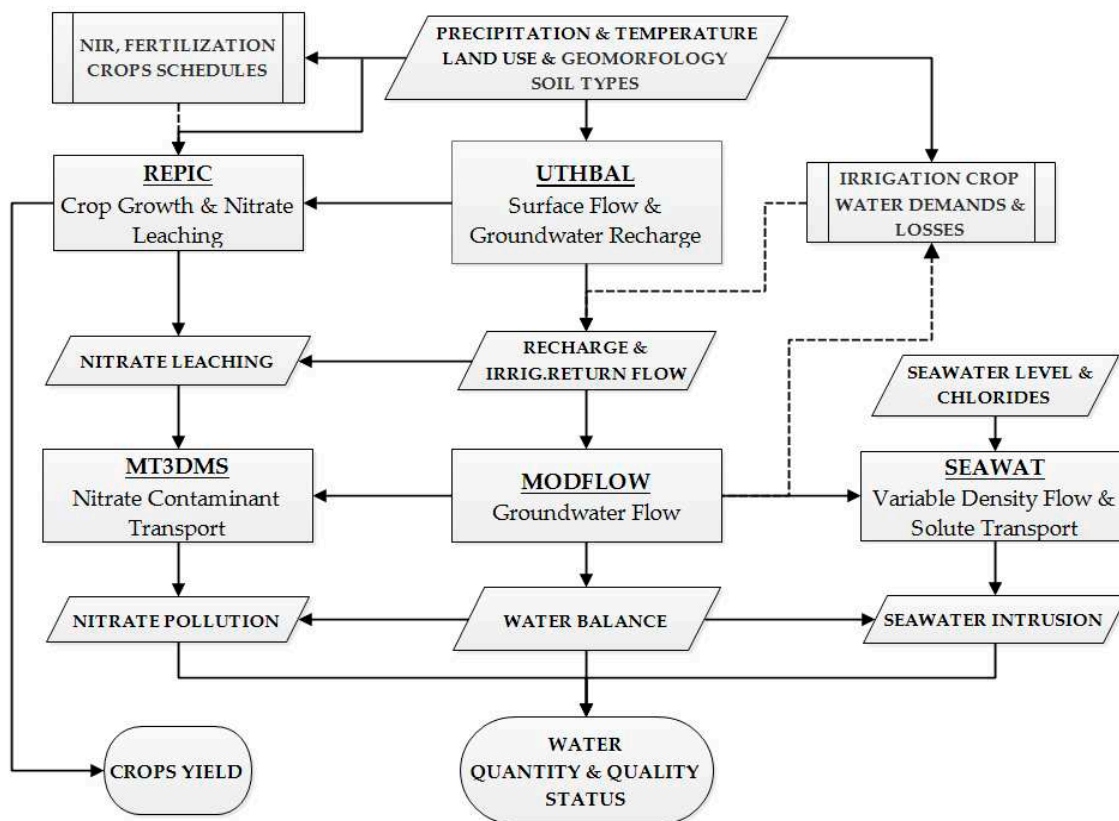 NIR, FERTILIZATION
CROPS SCHEDULES
PRECIPITATION & TEMPERATURE
LAND USE & GEOMORFOLOGY
SOIL TYPES
REPIC
Crop Growth & Nitrate
Leaching
UTHBAL
Surface Flow &
Groundwater Recharge
IRRIGATION CROP
WATER DEMANDS &
LOSSES
NITRATE LEACHING
RECHARGE &
IRRIG.RETURN FLOW
SEAWATER LEVEL &
CHLORIDES
MT3DMS
Nitrate Contaminant
Transport
MODFLOW
Groundwater Flow
SEAWAT
Variable Density Flow &
Solute Transport
NITRATE POLLUTION
WATER BALANCE
SEAWATER INTRUSION
CROPS YIELD
WATER
QUANTITY & QUALITY
STATUS